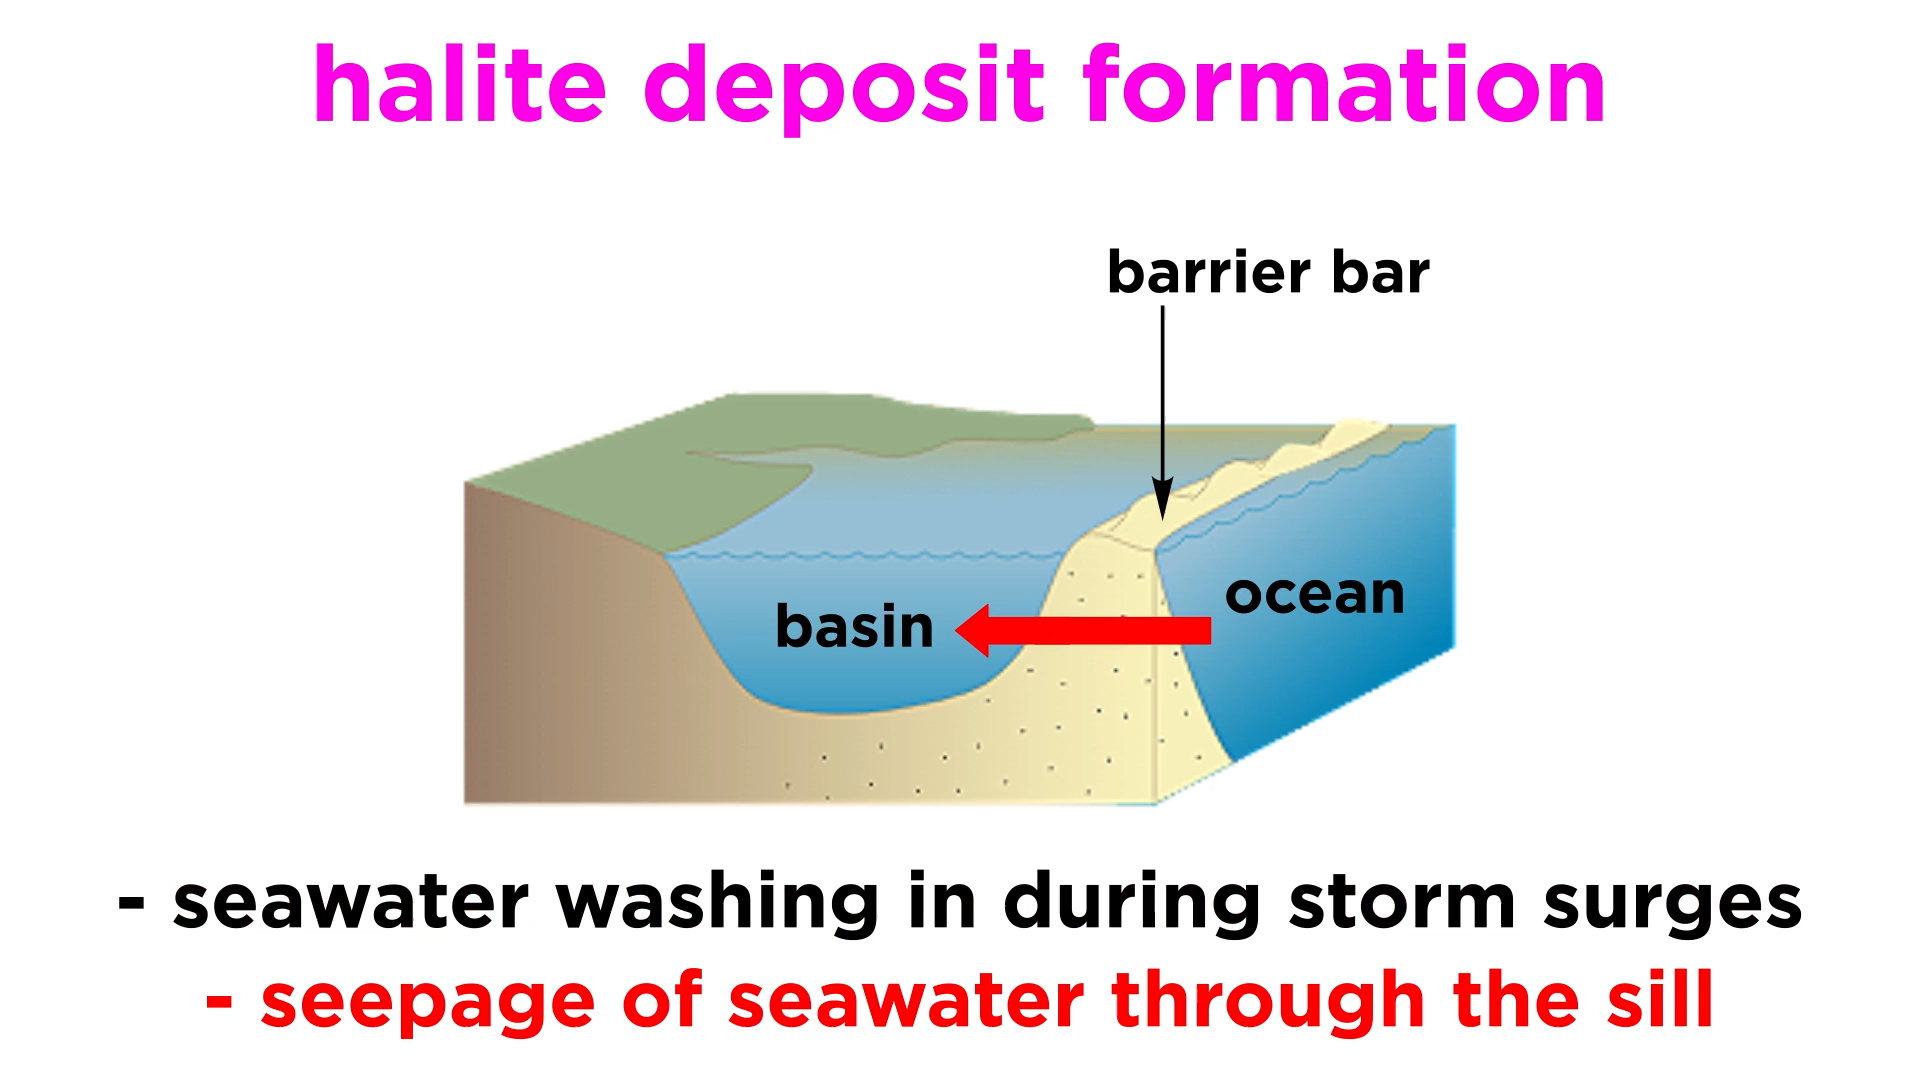 halite deposit formation
barrier bar
ocean
basin
- seawater washing in during storm surges
- seepage of seawater through the sill